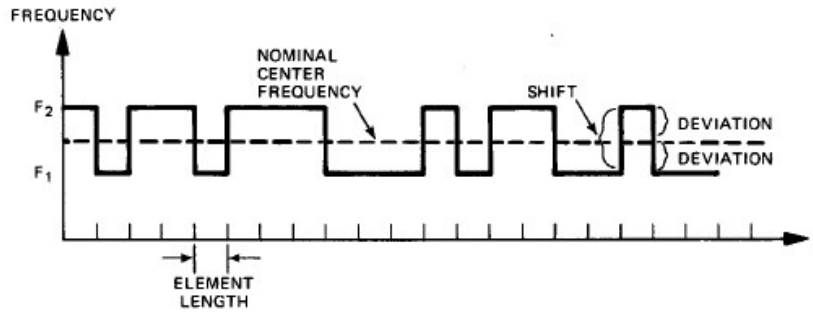 FREQUENCY
NOMINAL
CENTER
FREQUENCY
SHIFT
F2
DEVIATION
DEVIATION
F1
ELEMENT
LENGTH